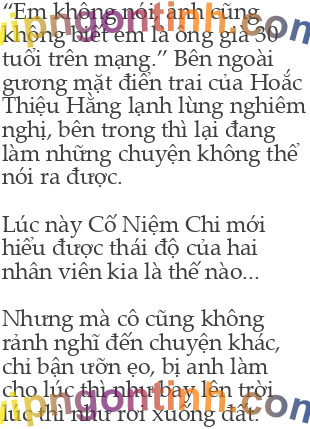 “Em không nói, anh cũng
không biết em là ông già 30
tuổi trên mạng.” Bên ngoài
gương mặt điển trai của Hoắc
Thiệu Hằng lạnh lùng nghiêm
nghị, bên trong thì lại đang
làm những chuyện không thể
nói ra được.

Lúc này Cố Niệm Chi mới
hiểu được thái độ của hai
nhân viên kia là thế nào...

Nhưng mà cô cũng không
rảnh nghĩ đến chuyện khác,
chỉ bận ưỡn ẹo, bị anh làm
cho lúc thì như bay lên trời,
lúc thì như rơi xuống đất.
vipngontinh.com
vipngontinh.com